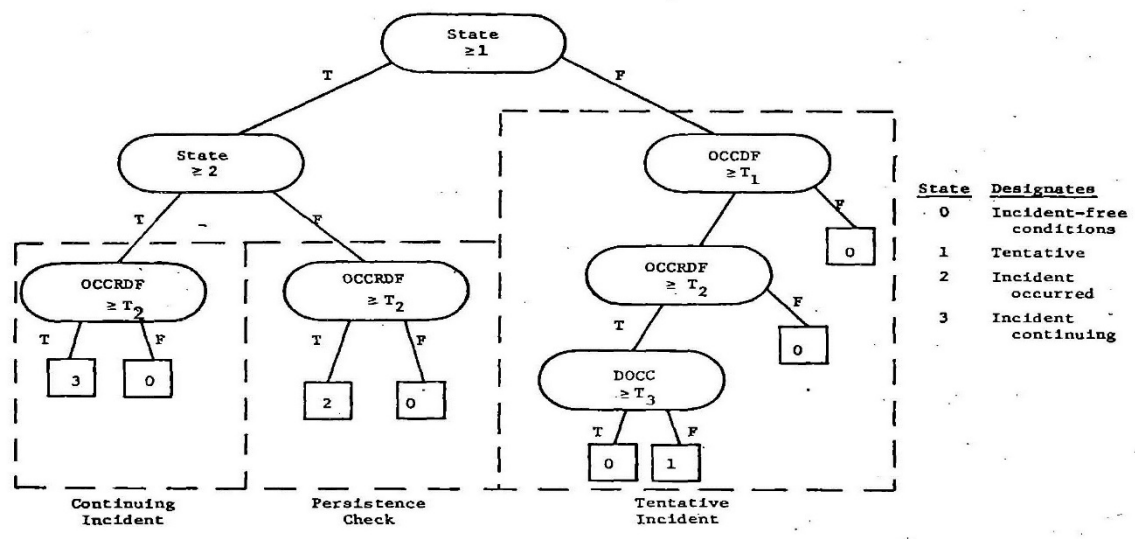 State
≥1
T
F
State
≥ 2
OCCDF
≥T1
T
F
F
0
OCCRDF
≥ T2
OCCRDF
≥ T2
OCCRDF
≥ T2
T
F
T
F
T
F
3
0
2
0
0
DOCC
≥T3
T
F
0
1
Continuing
Incident
Persistence
Check
Tentative
Incident
State Designates
0 Incident-free
conditions
1 Tentative
2 Incident
occurred
3 Incident
continuing